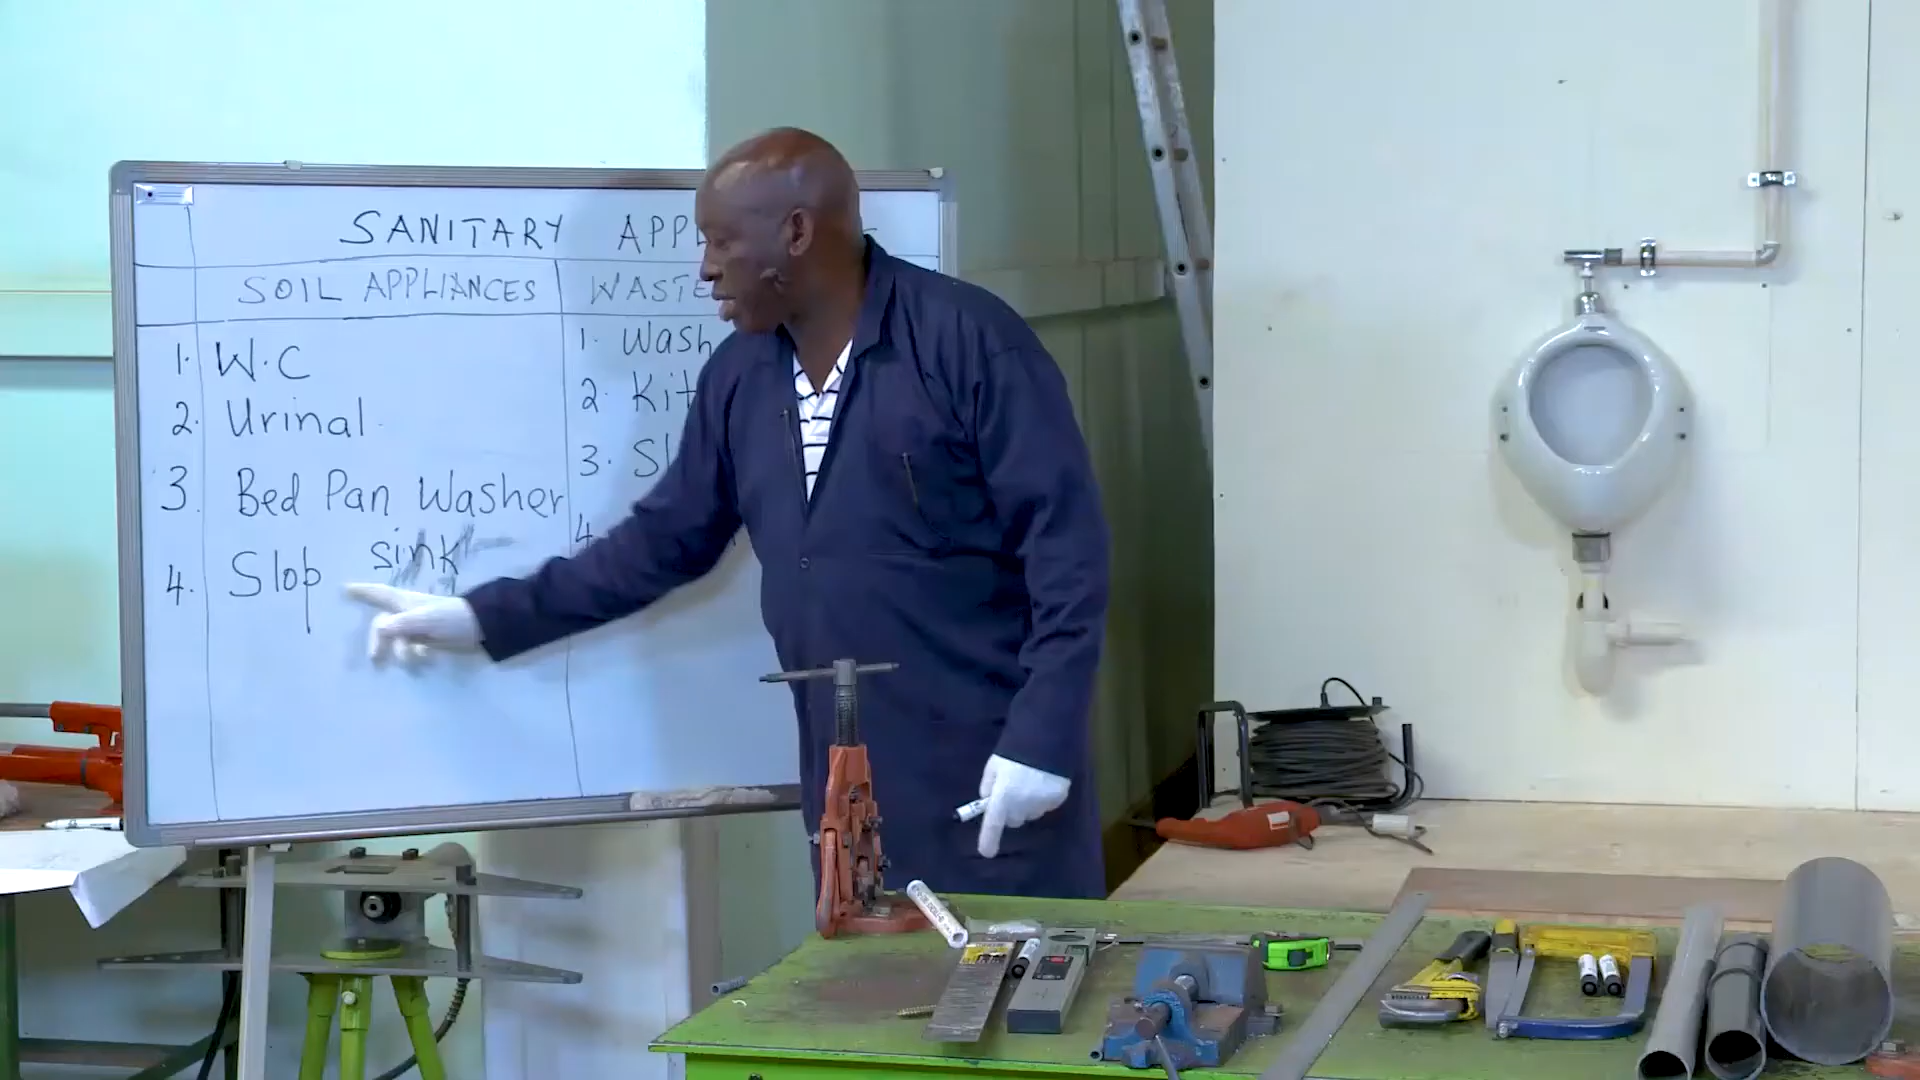 SANITARY APPL
SOIL APPLIANCES WASTE
1. W.C
2. Urinal
3. Bed Pan Washer
4. Slop sink
1. Wash
2. Kit
3. Sl
4.